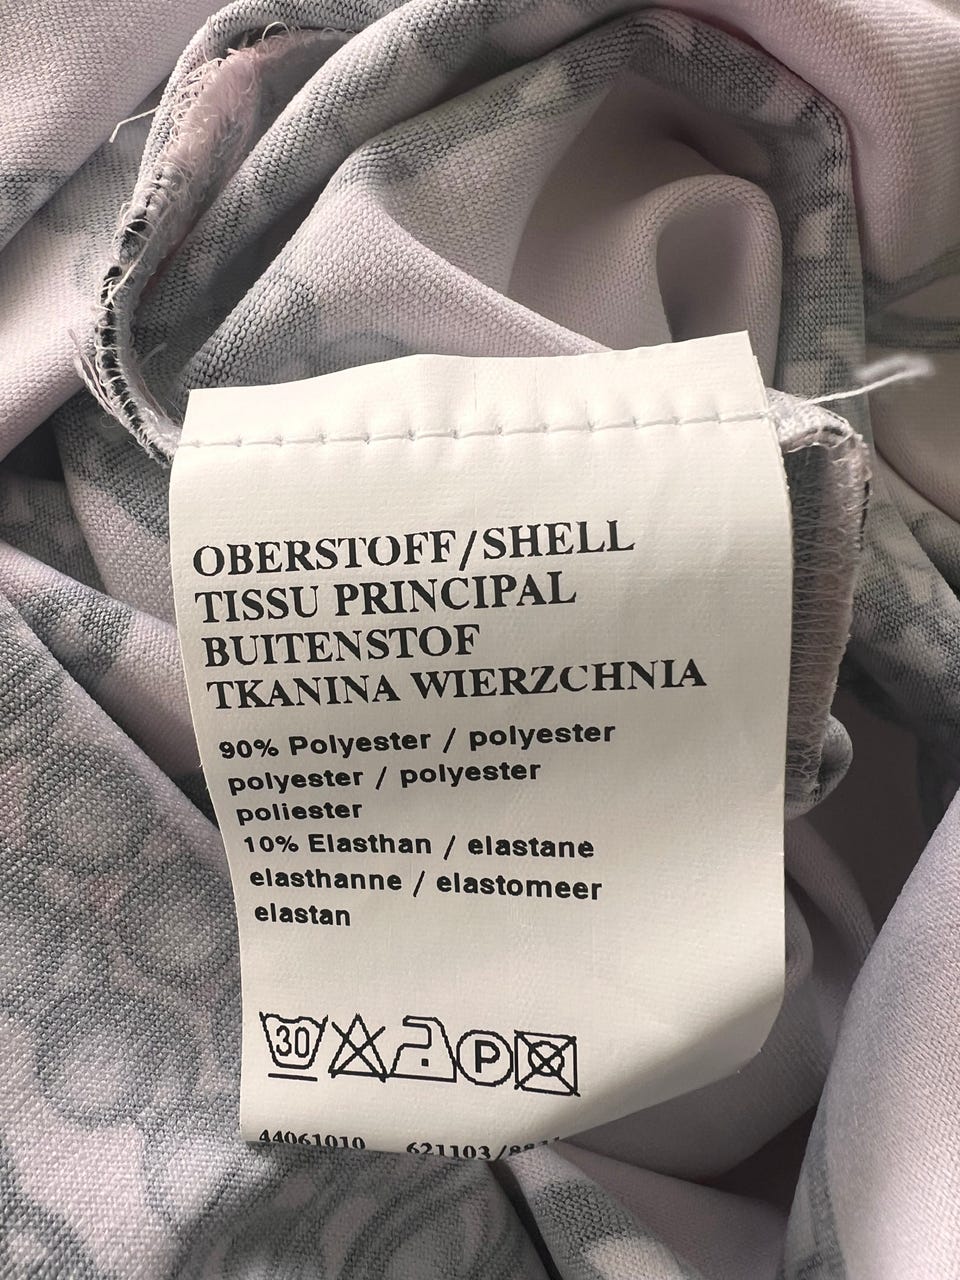 OBERSTOFF/SHELL
TISSU PRINCIPAL
BUITENSTOF
TKANINA WIERZCHNIA
90% Polyester / polyester
polyester / polyester
poliester
10% Elasthan / elastane
elasthanne / elastomeer
elastan
30 P
44061010